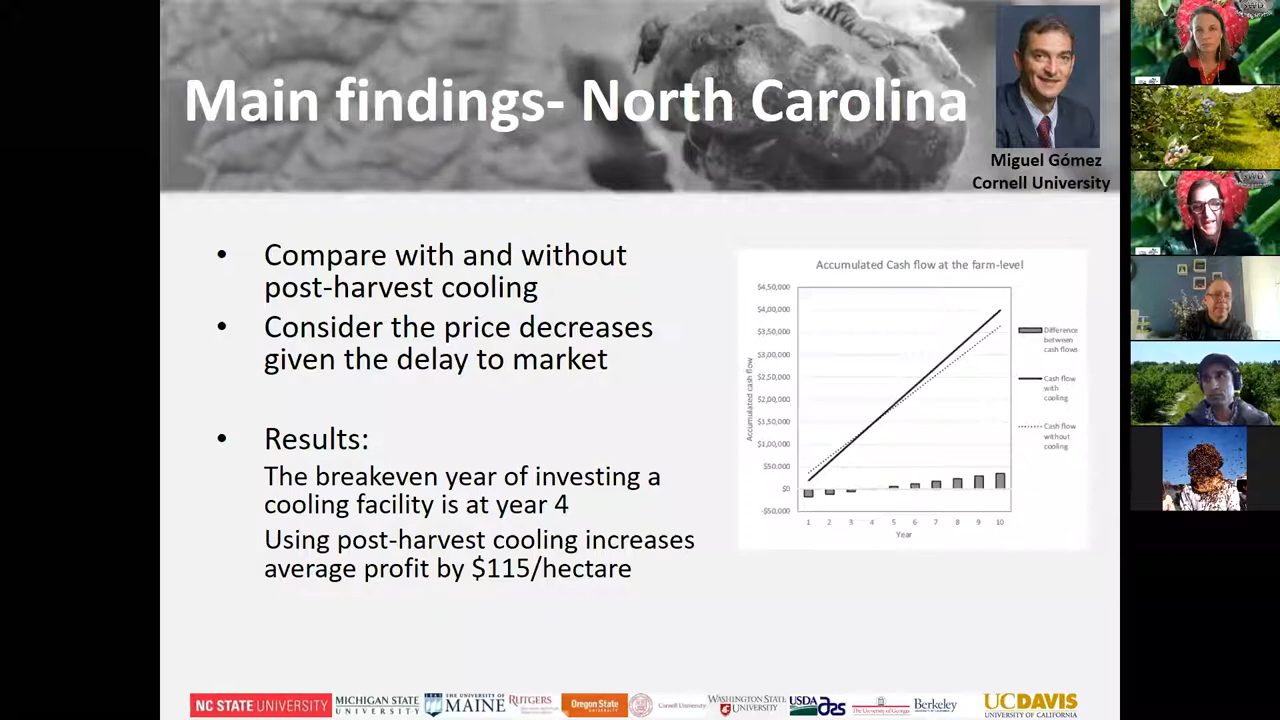 Main findings- North Carolina
Miguel Gómez
Cornell University
• Compare with and without
post-harvest cooling
• Consider the price decreases
given the delay to market
• Results:
The breakeven year of investing a
cooling facility is at year 4
Using post-harvest cooling increases
average profit by $115/hectare
Accumulated Cash flow at the farm-level
Accumulated cash flow
$4,50,000
$4,00,000
$3,50,000
$3,00,000
$2,50,000
$2,00,000
$1,50,000
$1,00,000
$50,000
$0
-$50,000
1 2 3 4 5 6 7 8 9 10
Year
Difference
between
cash flows
Cash flow
with
cooling
Cash flow
without
cooling
NC STATE UNIVERSITY
MICHIGAN STATE
UNIVERSITY
THE UNIVERSITY OF
MAINE
RUTGERS
Oregon State
Cornell University
WASHINGTON STATE
UNIVERSITY
USDA
The University of Georgia
Berkeley
UC DAVIS
UNIVERSITY OF CALIFORNIA